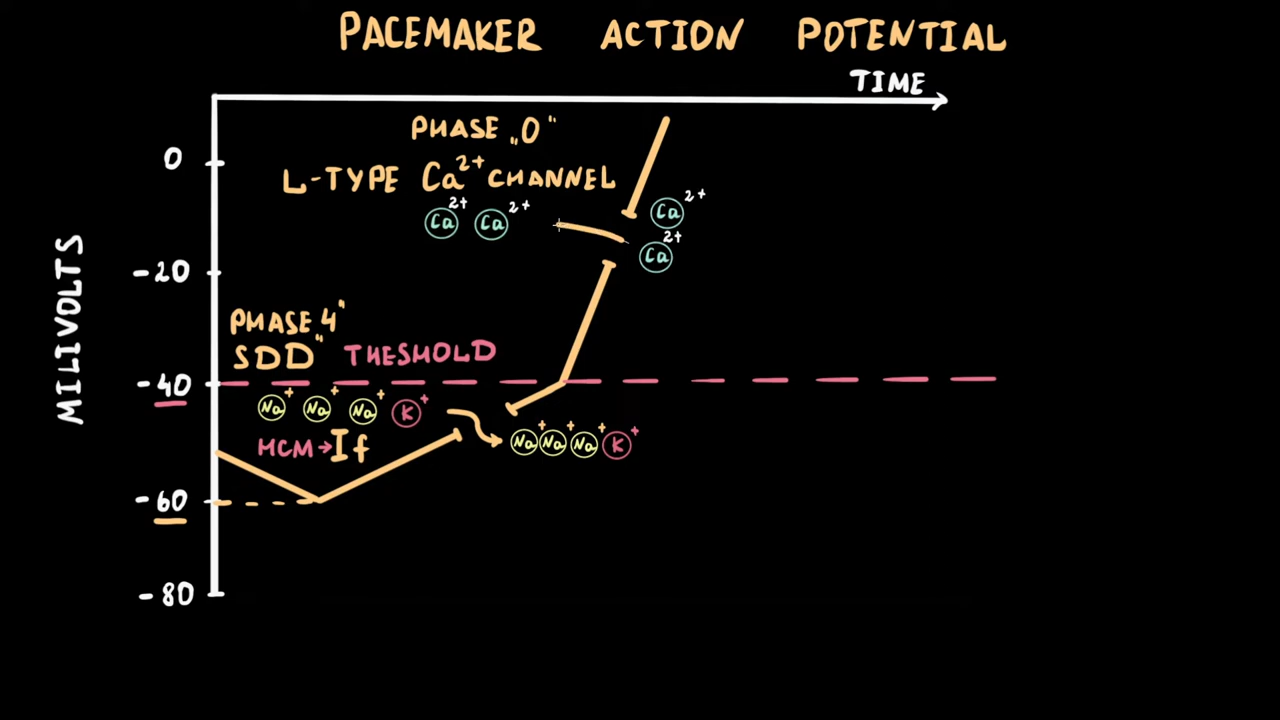 PACEMAKER ACTION POTENTIAL
TIME
PHASE „0"
0
L-TYPE Ca²⁺ CHANNEL
Ca²⁺ Ca²⁺ Ca²⁺
Ca²⁺
-20
MILIVOLTS
PHASE 4"
SDD" THESHOLD
-40
Na⁺ Na⁺ Na⁺ K⁺
HCM→If Na⁺ Na⁺ Na⁺ K⁺
-60
-80